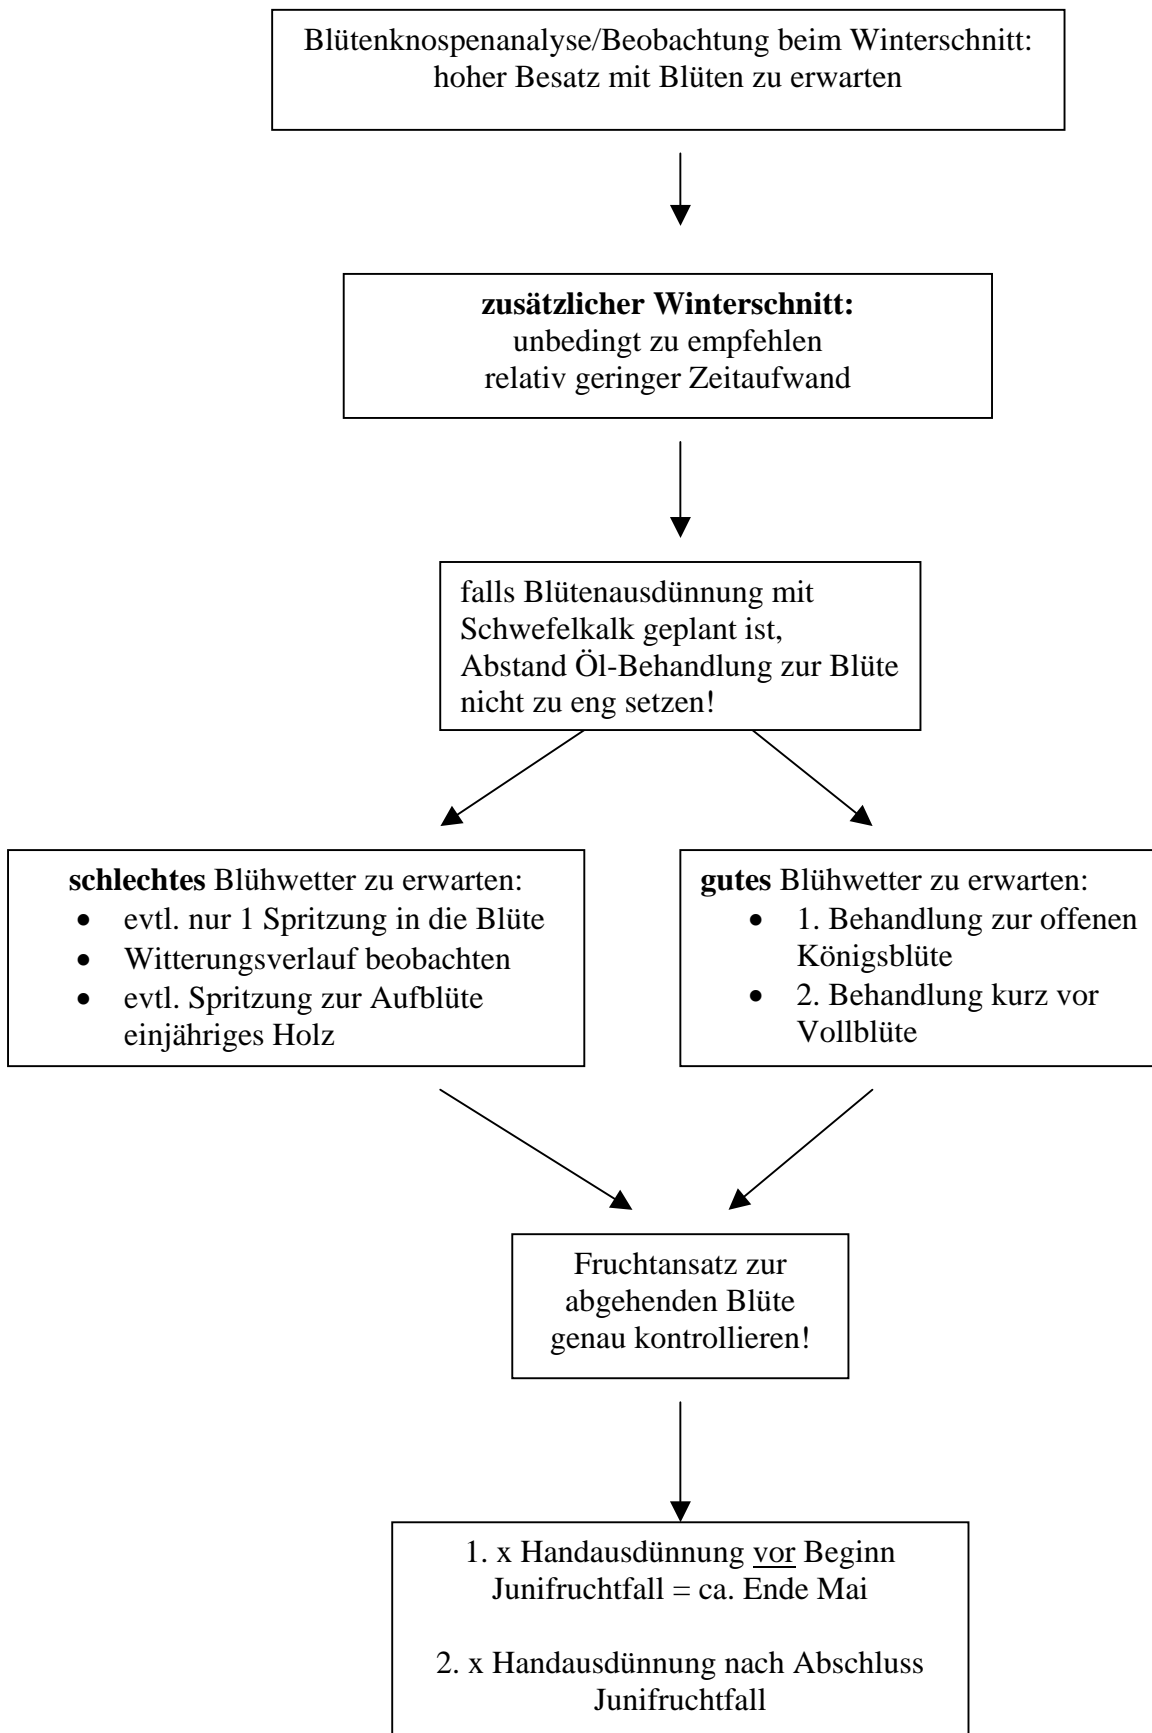 Blütenknospenanalyse/Beobachtung beim Winterschnitt:
hoher Besatz mit Blüten zu erwarten
zusätzlicher Winterschnitt:
unbedingt zu empfehlen
relativ geringer Zeitaufwand
falls Blütenausdünnung mit
Schwefelkalk geplant ist,
Abstand Öl-Behandlung zur Blüte
nicht zu eng setzen!
schlechtes Blühwetter zu erwarten:
• evtl. nur 1 Spritzung in die Blüte
• Witterungsverlauf beobachten
• evtl. Spritzung zur Aufblüte
einjähriges Holz
gutes Blühwetter zu erwarten:
• 1. Behandlung zur offenen
Königsblüte
• 2. Behandlung kurz vor
Vollblüte
Fruchtansatz zur
abgehenden Blüte
genau kontrollieren!
1. x Handausdünnung vor Beginn
Junifruchtfall = ca. Ende Mai
2. x Handausdünnung nach Abschluss
Junifruchtfall